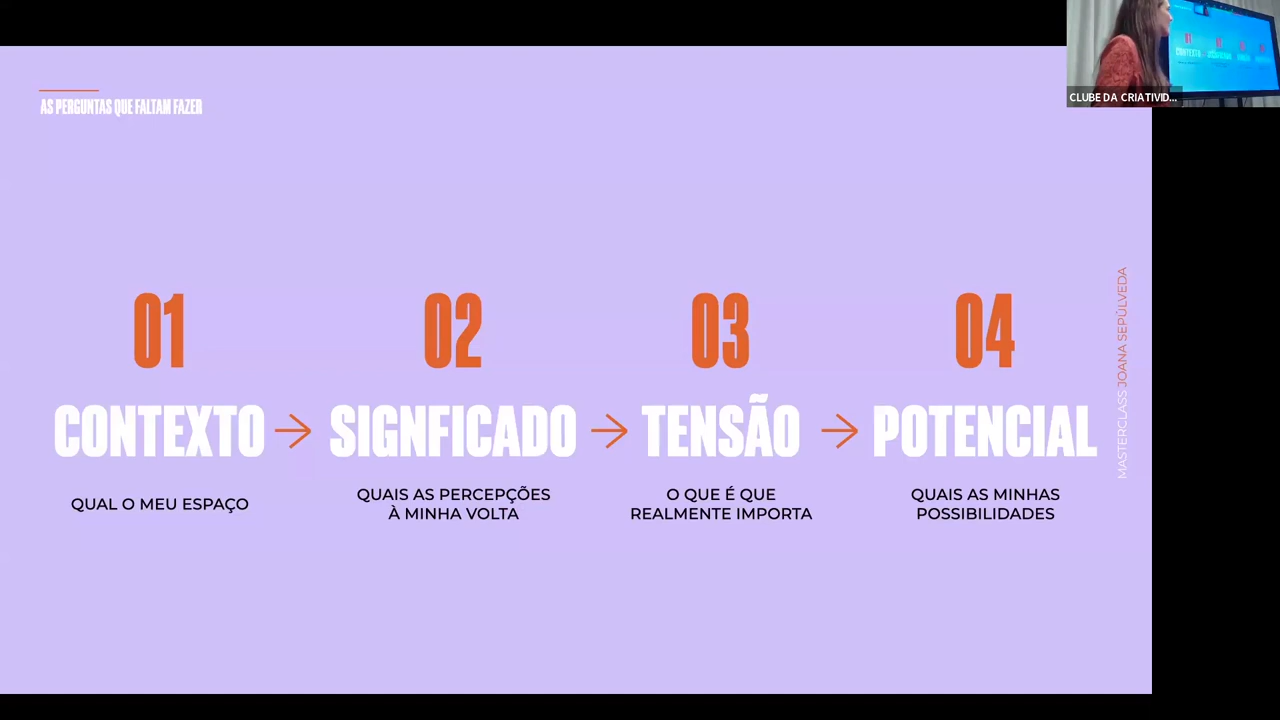 AS PERGUNTAS QUE FALTAM FAZER
CLUBE DA CRIATIVID...
01
CONTEXTO
QUAL O MEU ESPAÇO
02
SIGNFICADO
QUAIS AS PERCEPÇÕES
À MINHA VOLTA
03
TENSÃO
O QUE É QUE
REALMENTE IMPORTA
04
POTENCIAL
QUAIS AS MINHAS
POSSIBILIDADES
MASTERCLASS JOANA SEPÚLVEDA